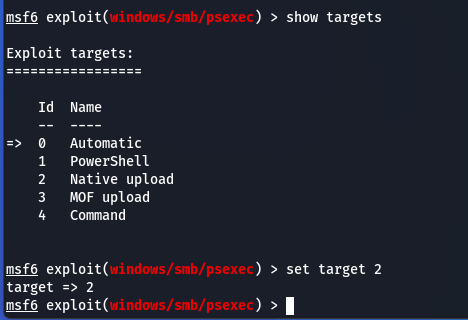 msf6 exploit(windows/smb/psexec) > show targets
Exploit targets:
=================
Id  Name
--  ----
=>  0   Automatic
1   PowerShell
2   Native upload
3   MOF upload
4   Command
msf6 exploit(windows/smb/psexec) > set target 2
target => 2
msf6 exploit(windows/smb/psexec) >